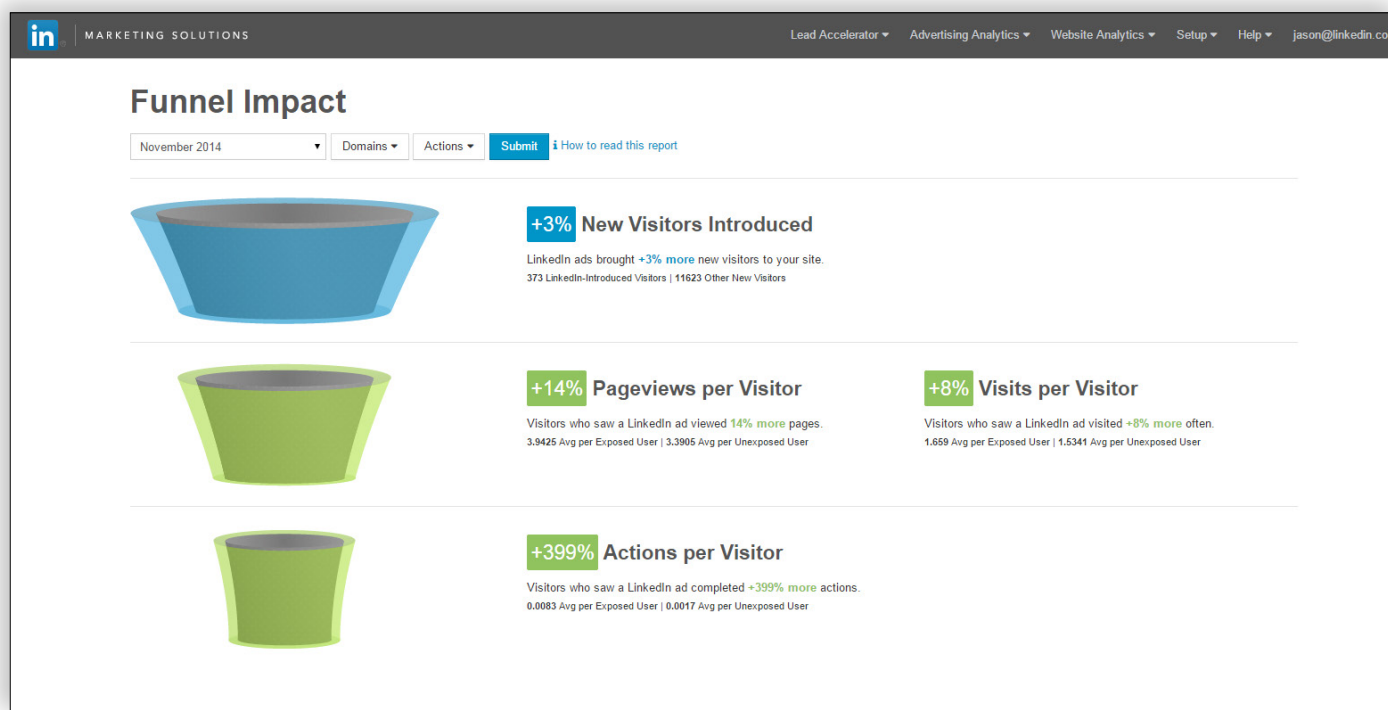 in MARKETING SOLUTIONS Lead Accelerator Advertising Analytics Website Analytics Setup Help jason@linkedin.co
Funnel Impact
November 2014 Domains Actions Submit i How to read this report
+3% New Visitors Introduced
LinkedIn ads brought +3% more new visitors to your site.
373 LinkedIn-Introduced Visitors | 11623 Other New Visitors
+14% Pageviews per Visitor
Visitors who saw a LinkedIn ad viewed 14% more pages.
3.9425 Avg per Exposed User | 3.3905 Avg per Unexposed User
+8% Visits per Visitor
Visitors who saw a LinkedIn ad visited +8% more often.
1.659 Avg per Exposed User | 1.5341 Avg per Unexposed User
+399% Actions per Visitor
Visitors who saw a LinkedIn ad completed +399% more actions.
0.0083 Avg per Exposed User | 0.0017 Avg per Unexposed User